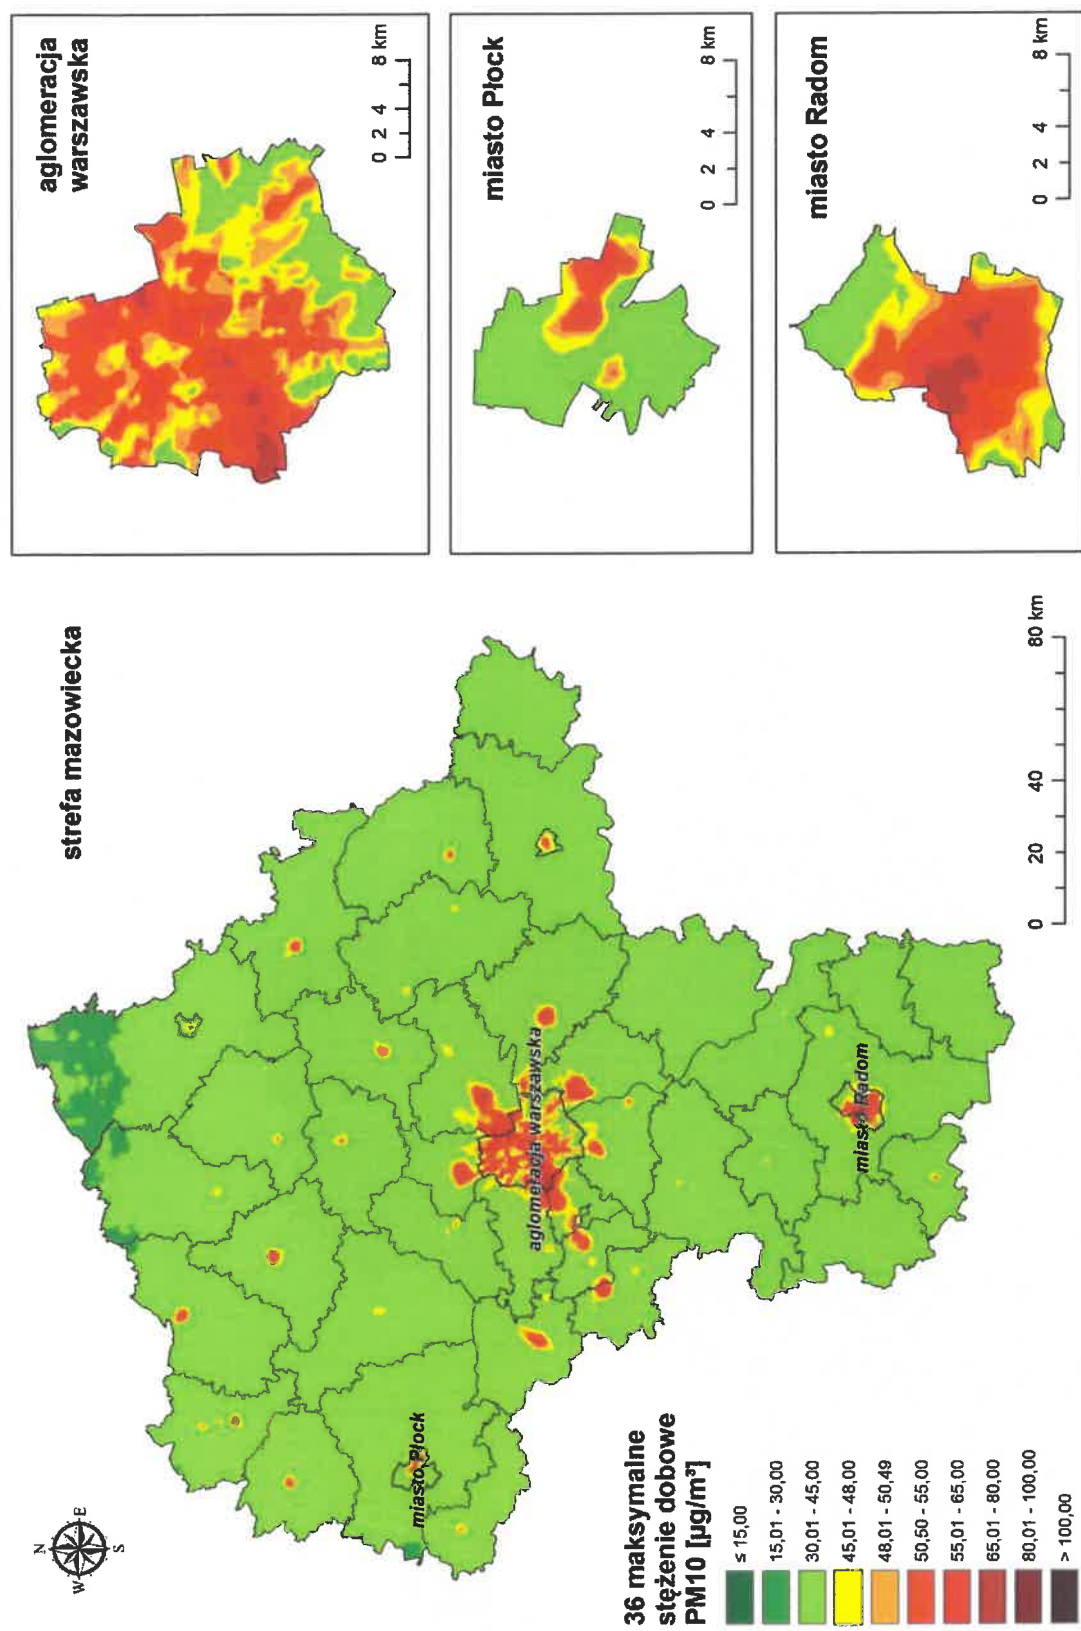 strefa mazowiecka
N
W
E
S
miasto Płock
aglomeracja warszawska
miasto Radom
36 maksymalne
stężenie dobowe
PM10 [µg/m³]
≤ 15,00
15,01 - 30,00
30,01 - 45,00
45,01 - 48,00
48,01 - 50,49
50,50 - 55,00
55,01 - 65,00
65,01 - 80,00
80,01 - 100,00
> 100,00
0 20 40 80 km
aglomeracja
warszawska
0 2 4 8 km
miasto Płock
0 2 4 8 km
miasto Radom
0 2 4 8 km